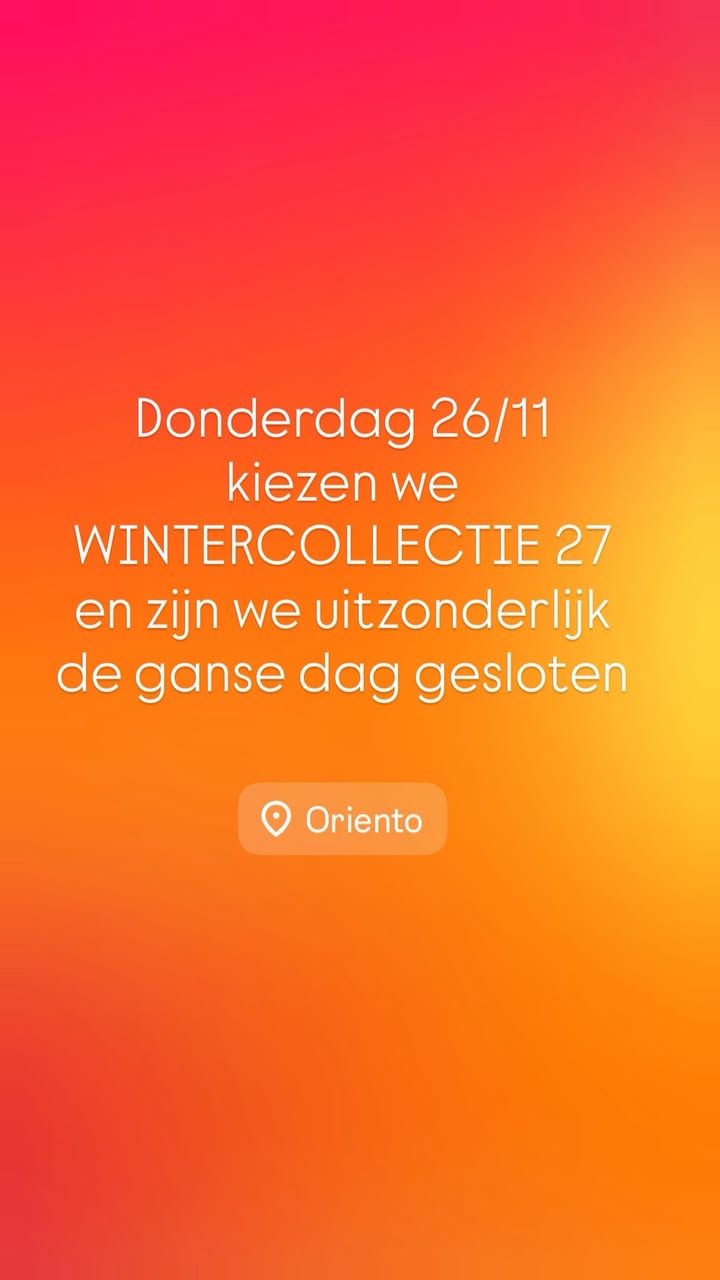 Donderdag 26/11
kiezen we
WINTERCOLLECTIE 27
en zijn we uitzonderlijk
de ganse dag gesloten
Oriento